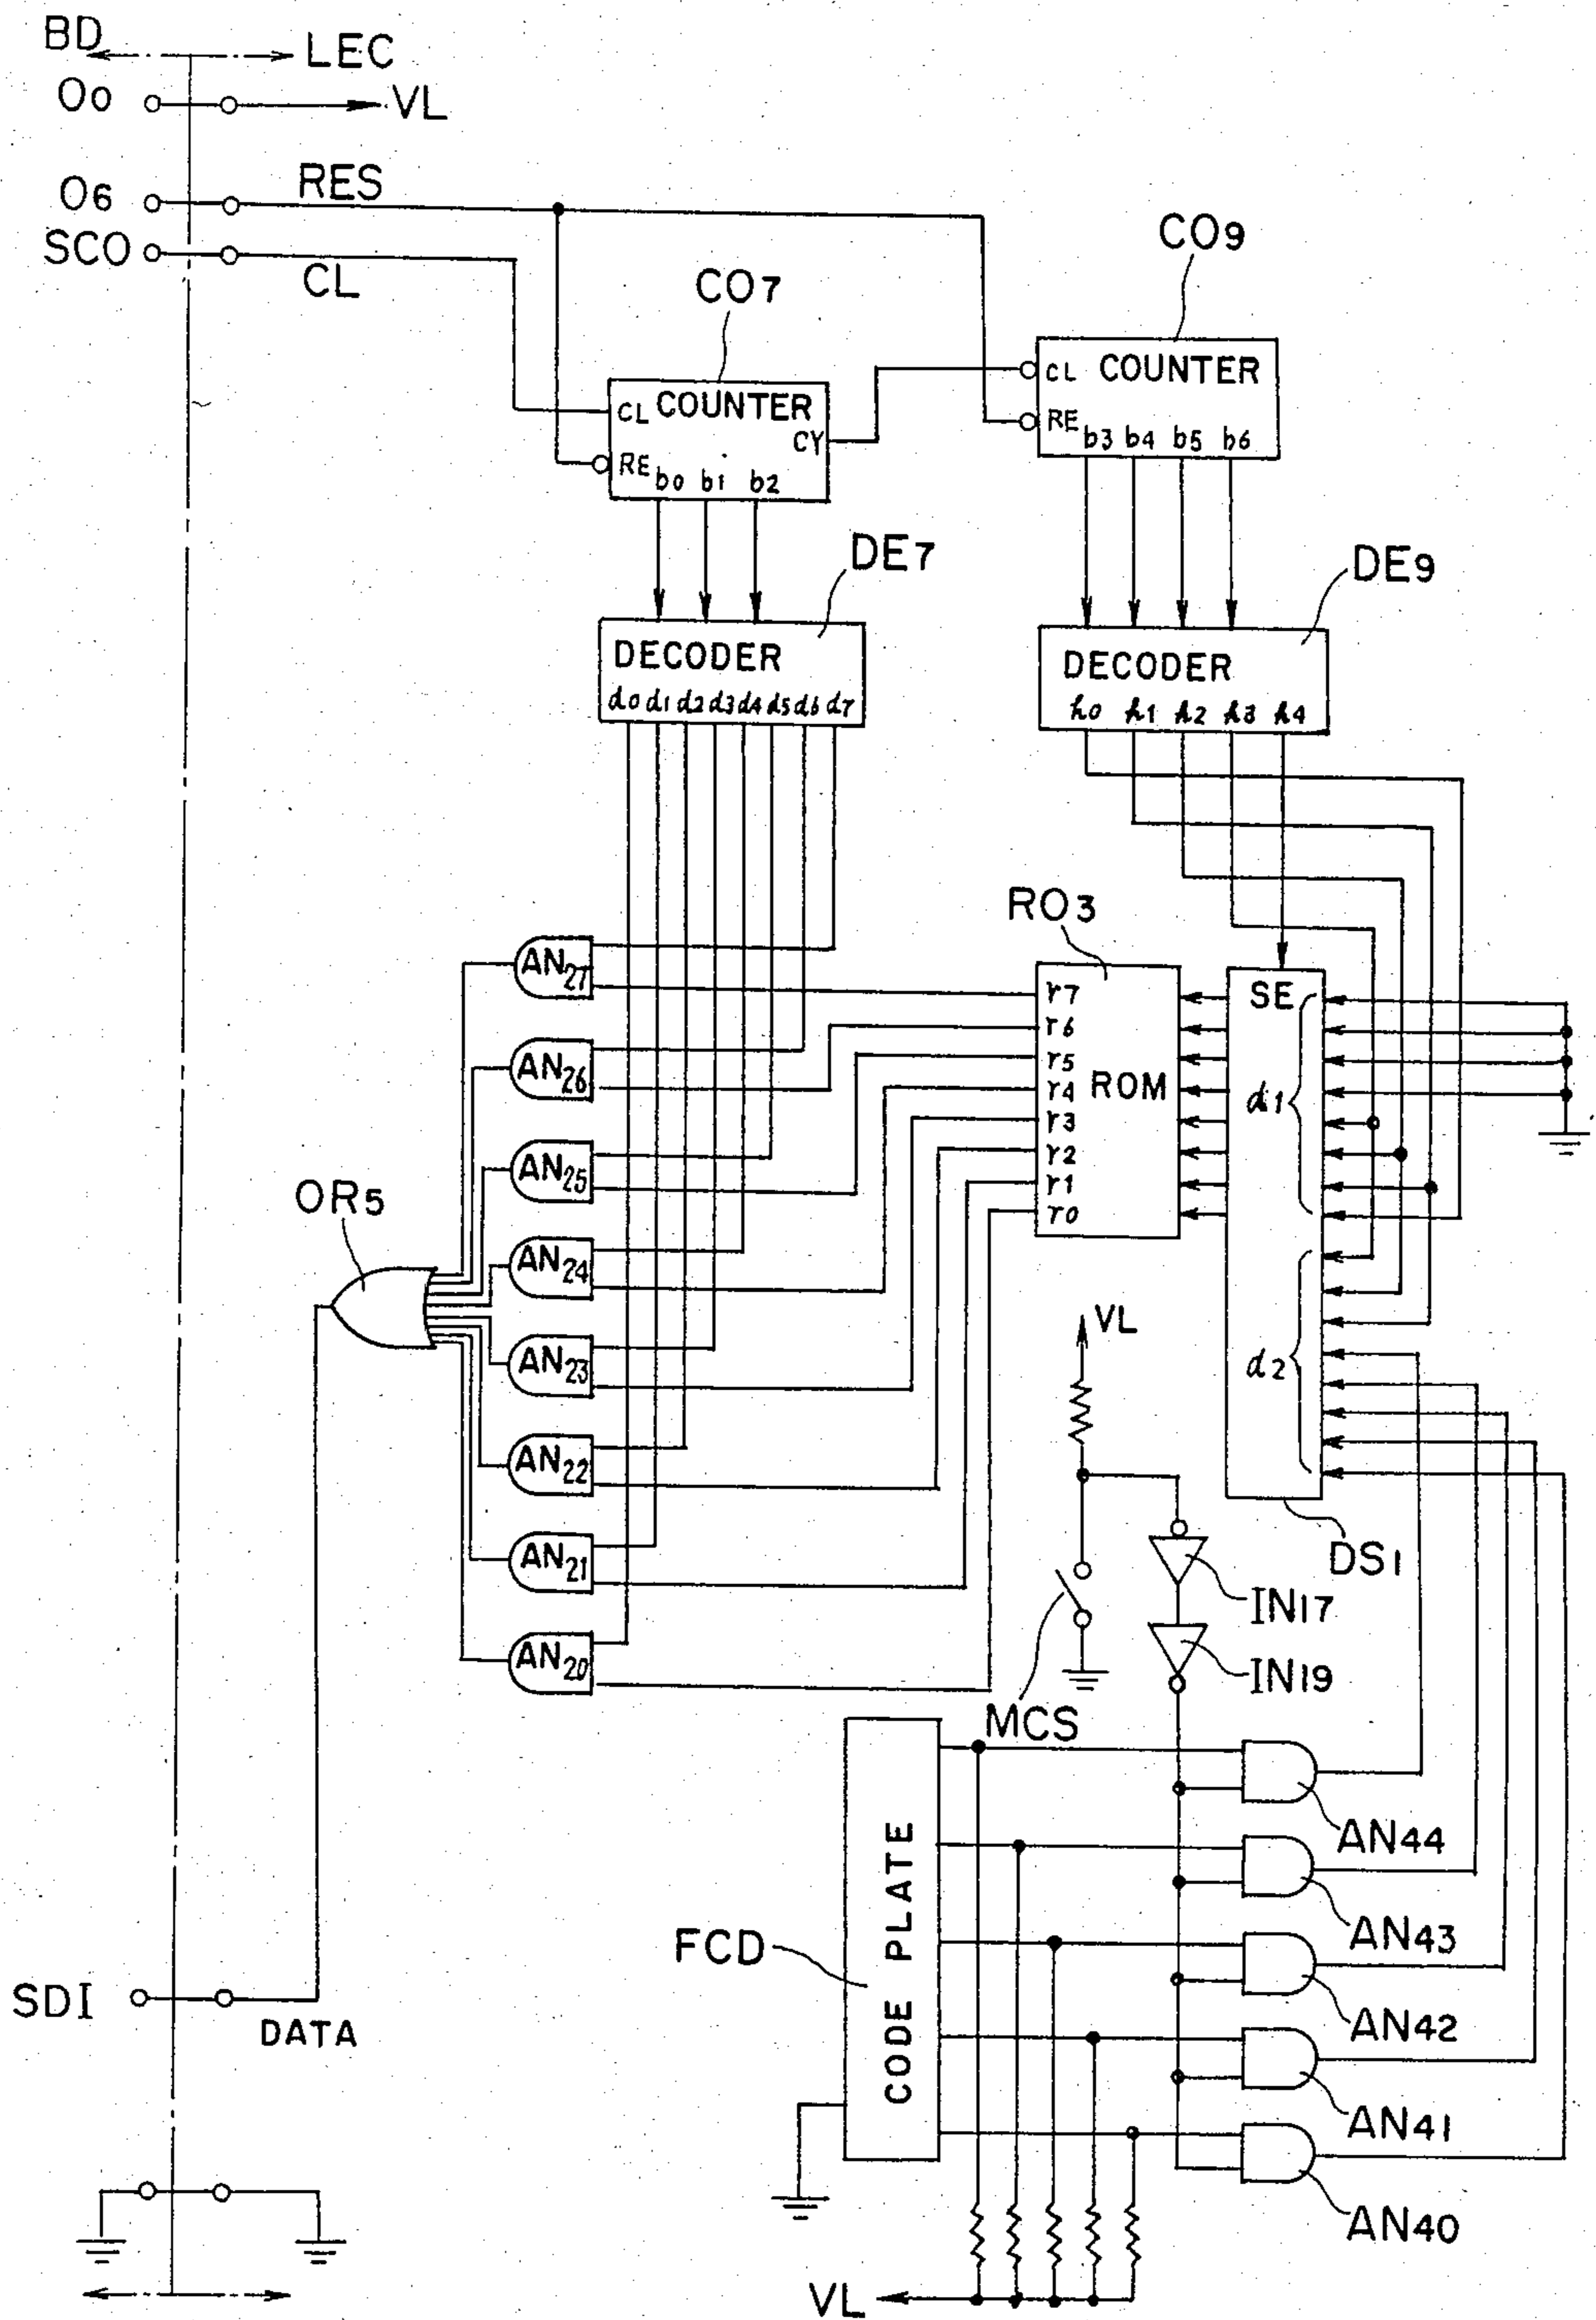 BD
LEC
O0
VL
O6
RES
SCO
CL
CO9
CO7
CL COUNTER
RE
b3 b4 b5 b6
CL COUNTER
CY
RE
b0 b1 b2
DE7
DE9
DECODER
d0 d1 d2 d3 d4 d5 d6 d7
DECODER
h0 h1 h2 h3 h4
RO3
AN27
r7
r6
r5
r4
r3
r2
r1
r0
ROM
SE
d1
d2
AN26
AN25
OR5
AN24
AN23
AN22
AN21
AN20
VL
DS1
IN17
IN19
MCS
AN44
AN43
FCD
CODE PLATE
AN42
AN41
AN40
SDI
DATA
VL